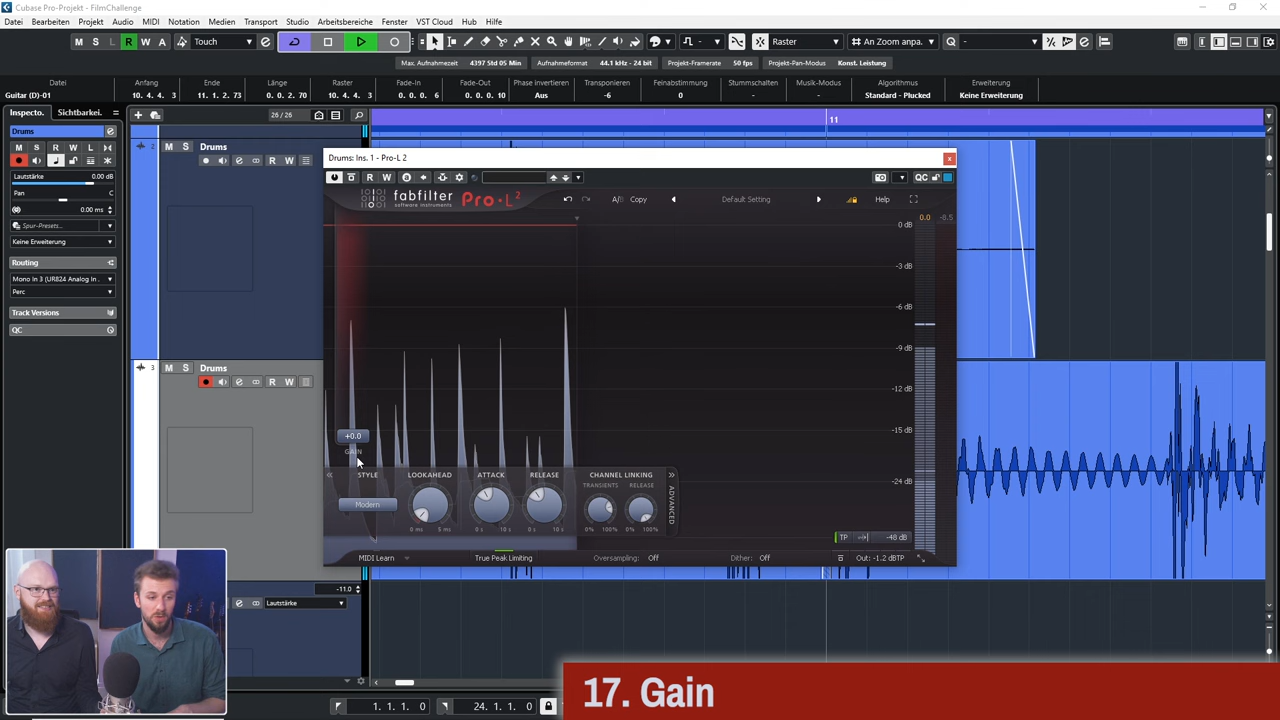 Cubase Pro-Projekt - FilmChallenge
Datei Bearbeiten Projekt Audio MIDI Notation Medien Transport Studio Arbeitsbereiche Fenster VST Cloud Hub Hilfe
M S L R W A Touch Raster An Zoom anpa.
Max. Aufnahmezeit 4397 Std 05 Min Aufnahmeformat 44.1 kHz - 24 bit Projekt-Framerate 50 fps Projekt-Pan-Modus Konst. Leistung
Datei Anfang Ende Länge Raster Fade-In Fade-Out Phase invertieren Transponieren Feinabstimmung Stummschalten Musik-Modus Algorithmus Erweiterung
Guitar (D)-01 10. 4. 4. 3 11. 1. 2. 73 0. 0. 2. 70 10. 4. 4. 3 0. 0. 0. 6 0. 0. 0. 10 Aus -6 0 - - Standard - Plucked Keine Erweiterung
Inspecto. Sichtbarkei. 26 / 26 11
Drums
M S R W L
Lautstärke 0.00 dB
Pan C
0.00 ms
Spur-Presets...
Keine Erweiterung
Routing
Mono In 3 (UR824 Analog In .
Perc
Track Versions
QC
2 M S Drums
R W
3 M S Drums
R W
-11.0
Lautstärke
Drums: Ins. 1 - Pro-L 2
R W QC
fabfilter
software instruments
Pro·L 2
A/B Copy Default Setting Help
0.0 -8.5
0 dB
-3 dB
-6 dB
-9 dB
-12 dB
-15 dB
-24 dB
+0.0
GAIN
STYLE LOOKAHEAD ATTACK RELEASE CHANNEL LINKING
TRANSIENTS RELEASE
Modern
0 ms 5 ms 0 s 10 s 0 s 10 s 0% 100% 0% 100%
ADVANCED
TP -48 dB
MIDI Learn True Peak Limiting Oversampling: Off Dither: Off Out: -1.2 dBTP
17. Gain
1. 1. 1. 0 24. 1. 1. 0